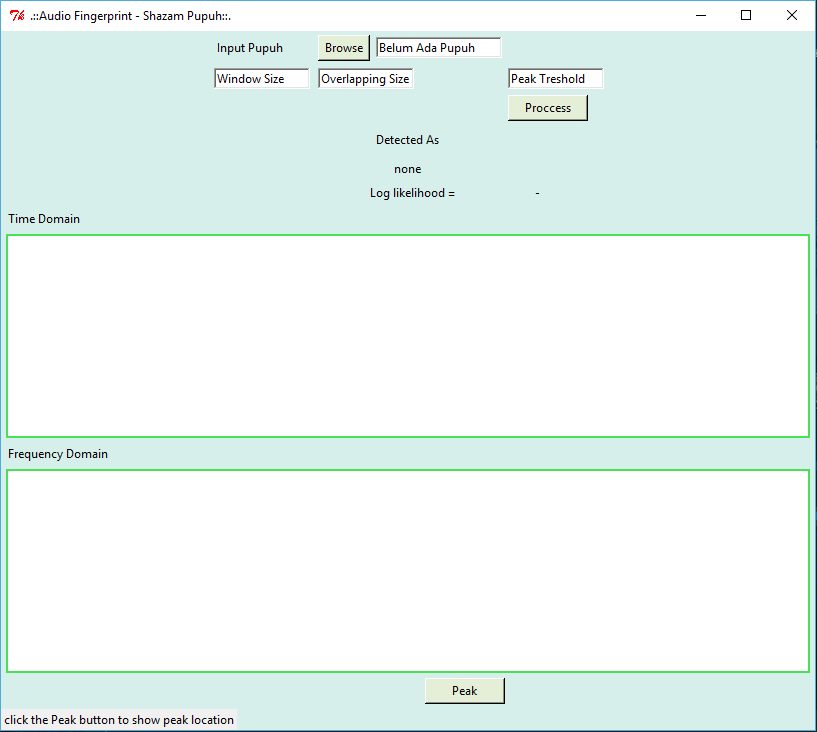 .::Audio Fingerprint - Shazam Pupuh::.
Input Pupuh Browse Belum Ada Pupuh
Window Size Overlapping Size Peak Treshold
Proccess
Detected As
none
Log likelihood = -
Time Domain
Frequency Domain
Peak
click the Peak button to show peak location